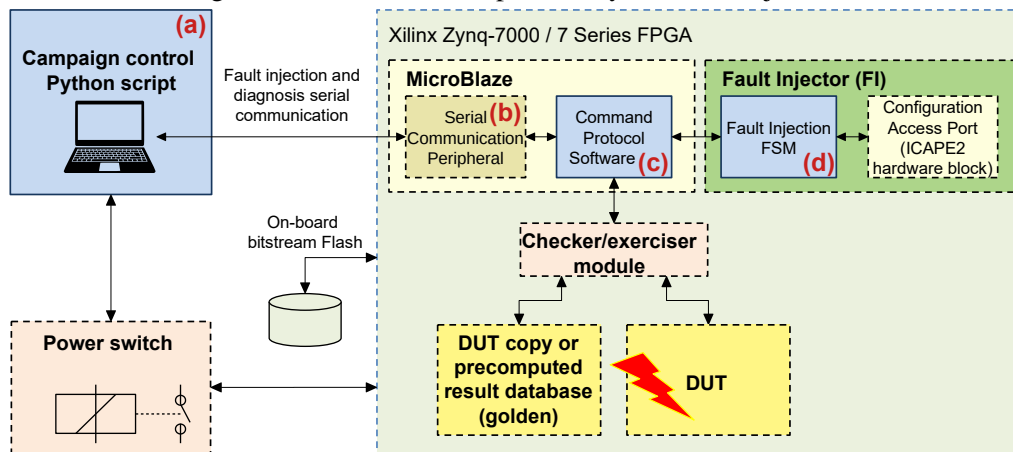 (a)
Campaign control
Python script
Fault injection and
diagnosis serial
communication
Xilinx Zynq-7000 / 7 Series FPGA
MicroBlaze
Serial (b)
Communication
Peripheral
Command
Protocol
Software (c)
Fault Injector (FI)
Fault Injection
FSM
(d)
Configuration
Access Port
(ICAPE2
hardware block)
On-board
bitstream Flash
Checker/exerciser
module
Power switch
DUT copy or
precomputed
result database
(golden)
DUT